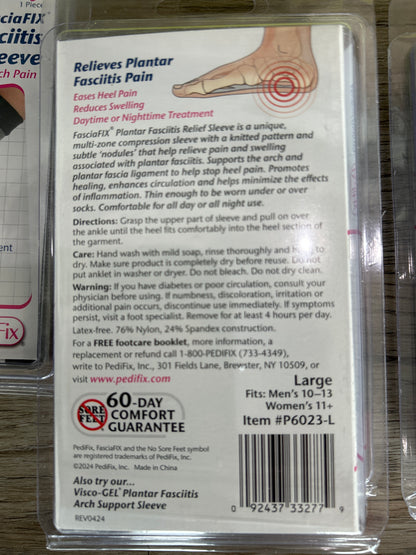 1 Piece
sciaFIX®
sciitis
leeve
rch Pain
Relieves Plantar
Fasciitis Pain
Eases Heel Pain
Reduces Swelling
Daytime or Nighttime Treatment
FasciaFIX® Plantar Fasciitis Relief Sleeve is a unique,
multi-zone compression sleeve with a knitted pattern and
subtle 'nodules' that help relieve pain and swelling
associated with plantar fasciitis. Supports the arch and
plantar fascia ligament to help stop heel pain. Promotes
healing, enhances circulation and helps minimize the effects
of inflammation. Thin enough to be worn under or over
socks. Comfortable for all day or all night use.
Directions: Grasp the upper part of sleeve and pull on over
the ankle until the heel fits comfortably into the heel section of
the garment.
Care: Hand wash with mild soap, rinse thoroughly and to
dry. Make sure product is completely dry before reuse. Do not
put anklet in washer or dryer. Do not bleach. Do not dry clean.
Warning: If you have diabetes or poor circulation, consult your
physician before using. If numbness, discoloration, irritation or
additional pain occurs, discontinue use immediately. If symptoms
persist, visit a foot specialist. Remove for at least 4 hours per day.
Latex-free. 76% Nylon, 24% Spandex construction.
For a FREE footcare booklet, more information, a
replacement or refund call 1-800-PEDIFIX (733-4349),
write to PediFix, Inc., 301 Fields Lane, Brewster, NY 10509, or
visit www.pedifix.com
Large
Fits: Men's 10–13
Women's 11+
Item #P6023-L
SORE
FEET
60-DAY
COMFORT
GUARANTEE
PediFix, FasciaFIX and the No Sore Feet symbol
are registered trademarks of PediFix, Inc.
©2024 PediFix, Inc. Made in China
Also try our...
Visco-GEL® Plantar Fasciitis
Arch Support Sleeve
REV0424
0 92437 33277 9
ent
iFix